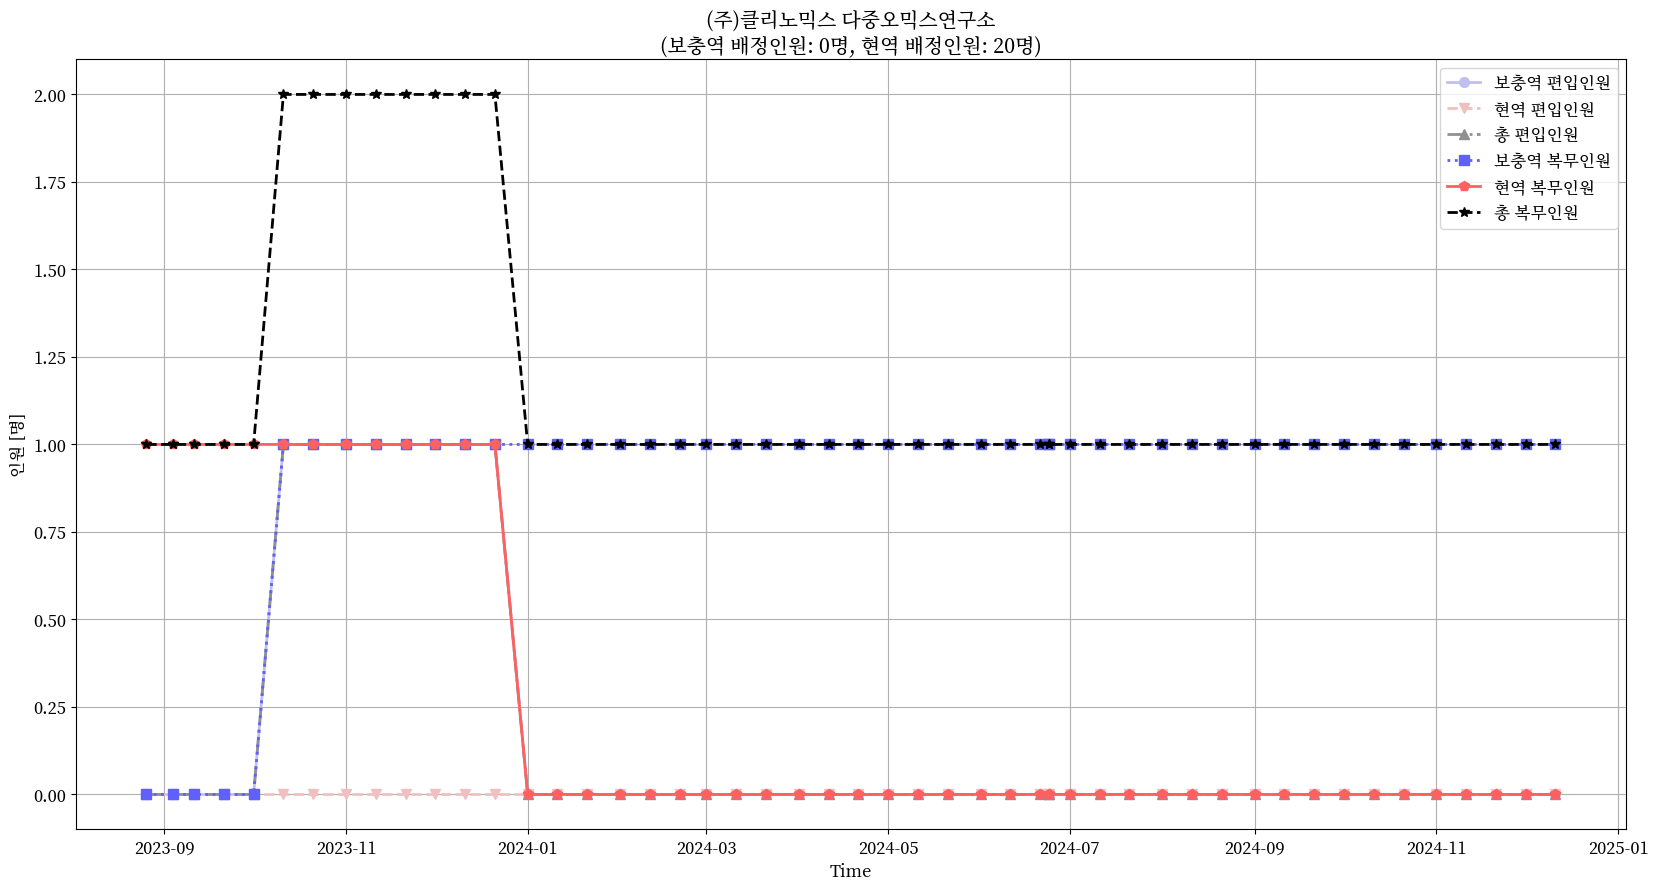 (주)클리노믹스 다중오믹스연구소
(보충역 배정인원: 0명, 현역 배정인원: 20명)
보충역 편입인원
현역 편입인원
총 편입인원
보충역 복무인원
현역 복무인원
총 복무인원
인원 [명]
2.00
1.75
1.50
1.25
1.00
0.75
0.50
0.25
0.00
2023-09
2023-11
2024-01
2024-03
2024-05
2024-07
2024-09
2024-11
2025-01
Time